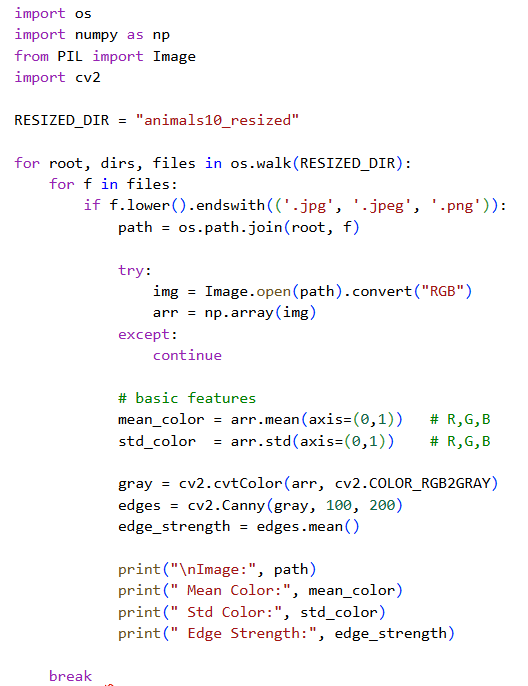 import os
import numpy as np
from PIL import Image
import cv2

RESIZED_DIR = "animals10_resized"

for root, dirs, files in os.walk(RESIZED_DIR):
    for f in files:
        if f.lower().endswith(('.jpg', '.jpeg', '.png')):
            path = os.path.join(root, f)

            try:
                img = Image.open(path).convert("RGB")
                arr = np.array(img)
            except:
                continue

            # basic features
            mean_color = arr.mean(axis=(0,1))   # R,G,B
            std_color  = arr.std(axis=(0,1))    # R,G,B

            gray = cv2.cvtColor(arr, cv2.COLOR_RGB2GRAY)
            edges = cv2.Canny(gray, 100, 200)
            edge_strength = edges.mean()

            print("\nImage:", path)
            print(" Mean Color:", mean_color)
            print(" Std Color:", std_color)
            print(" Edge Strength:", edge_strength)

    break